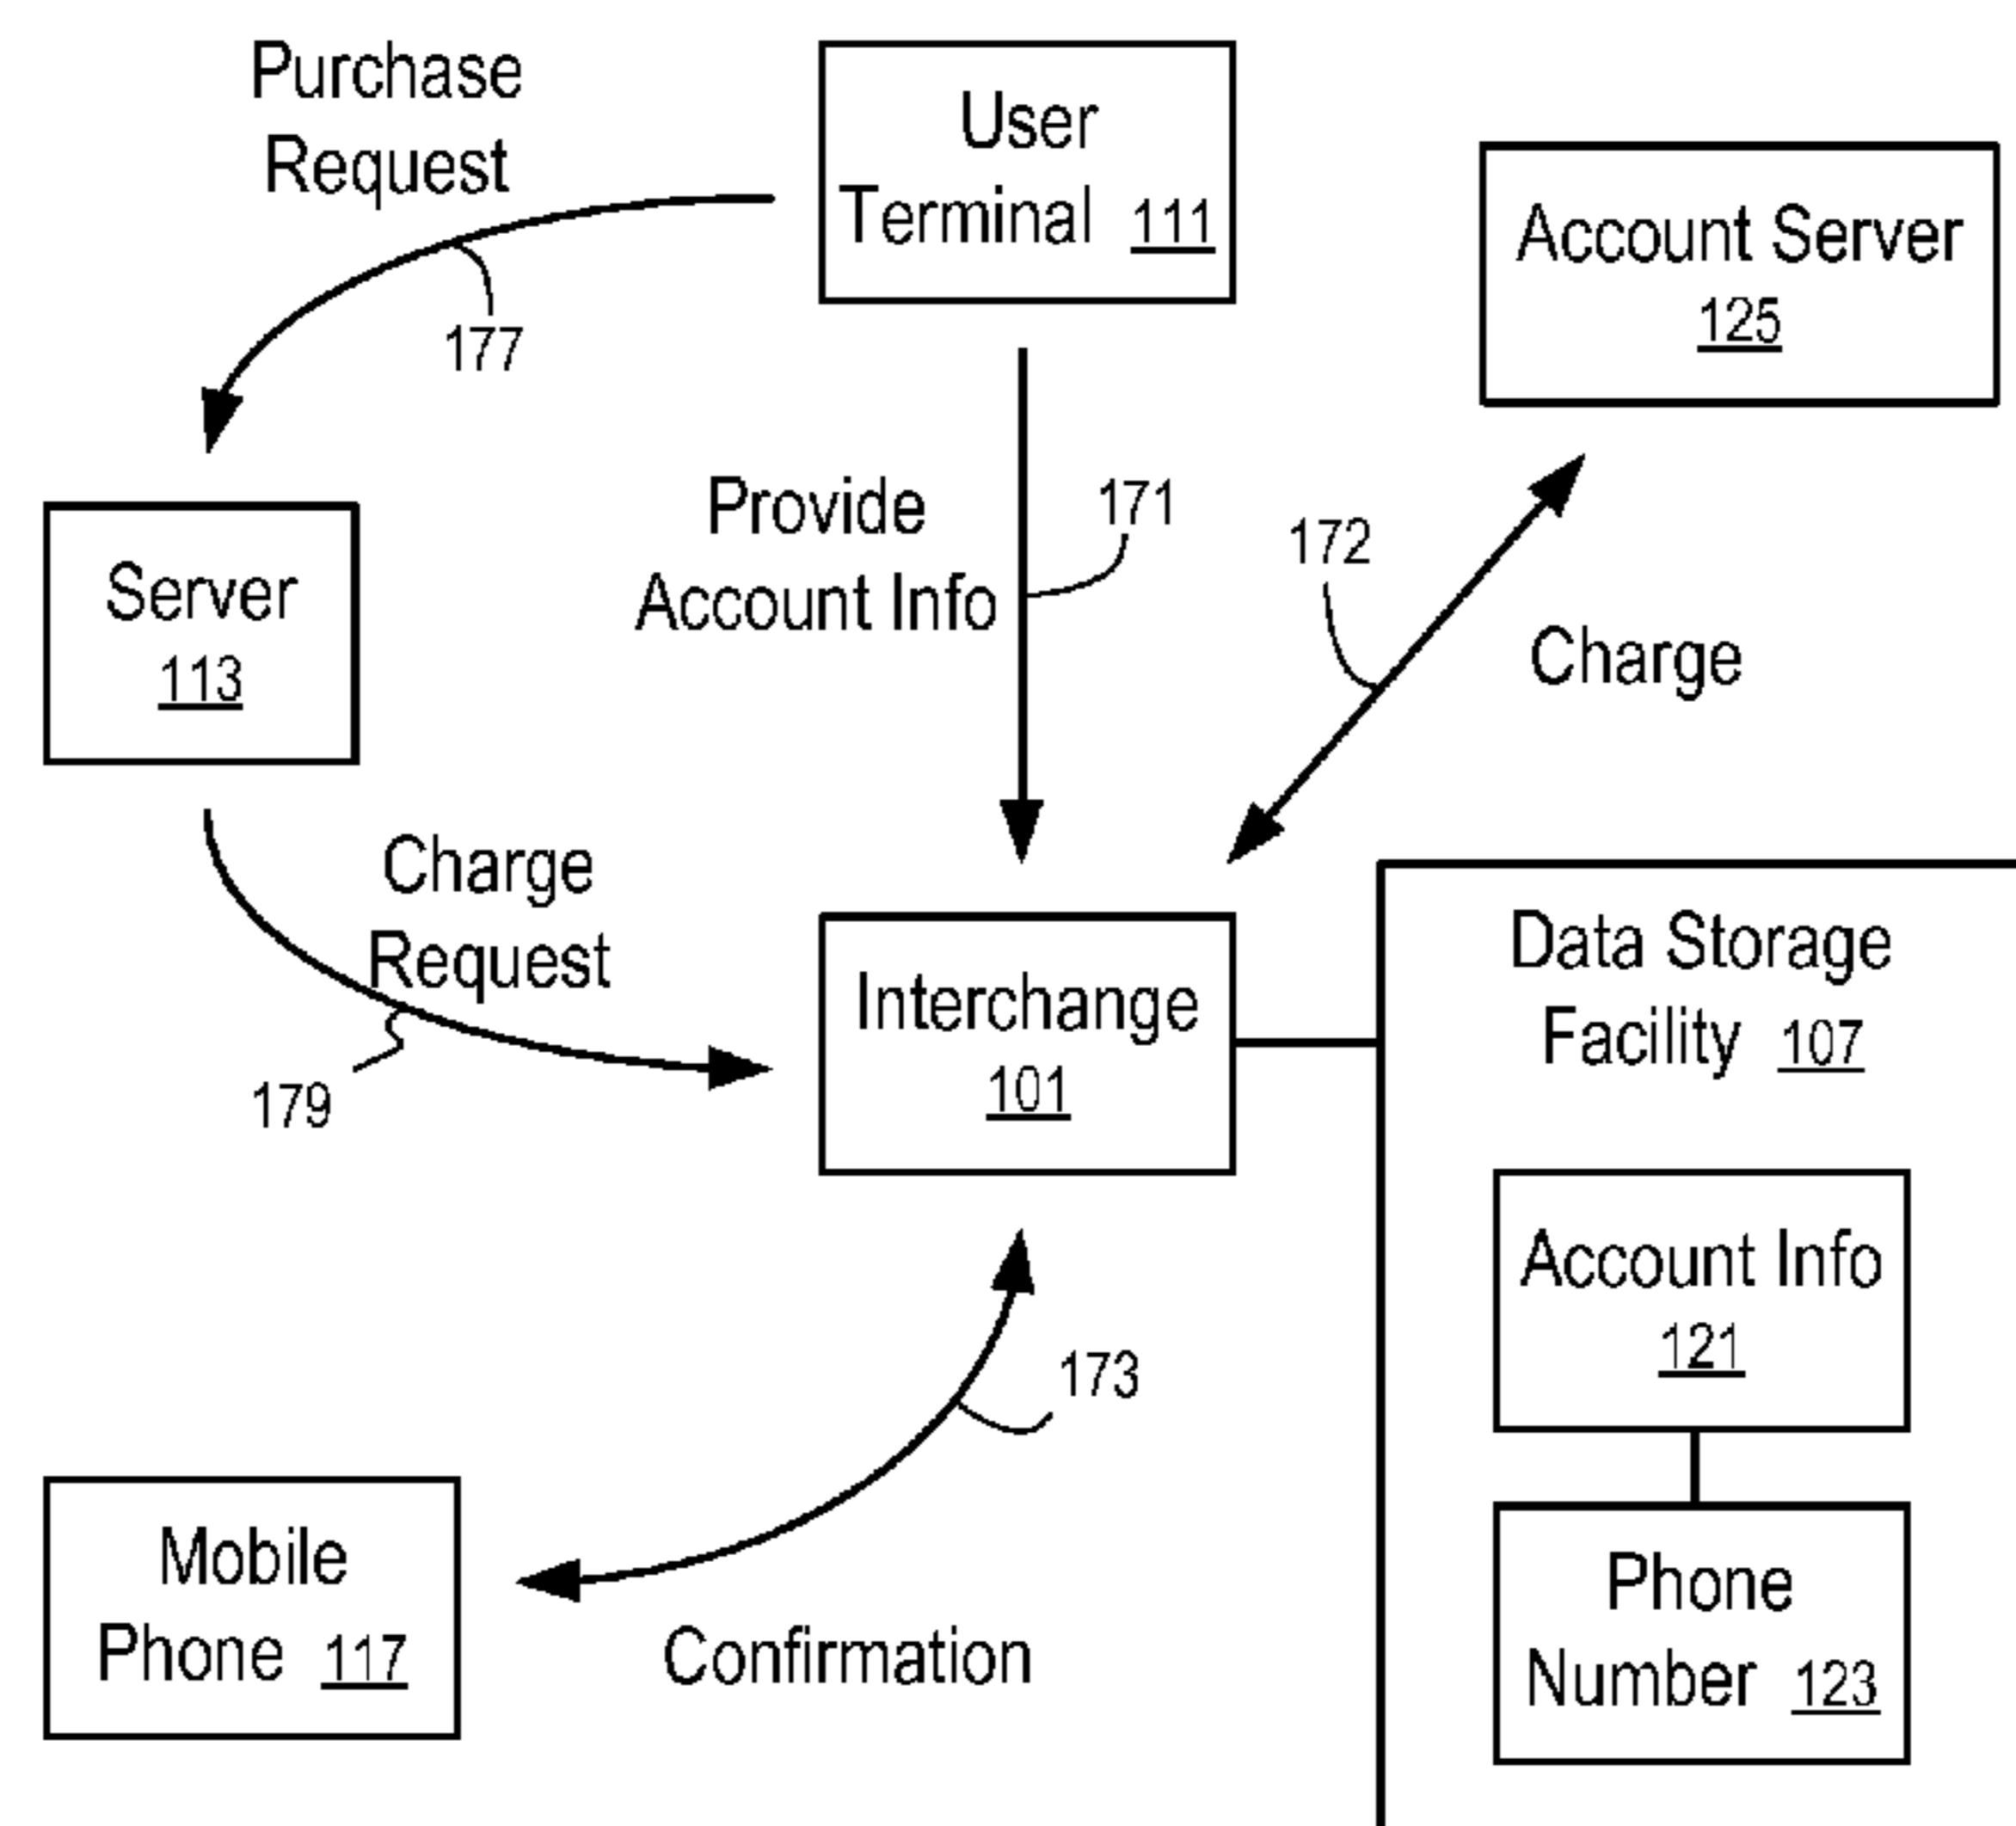 Purchase
Request
177
User
Terminal 111
Account Server
125
Server
113
Provide
Account Info
171
172
Charge
Charge
Request
179
Interchange
101
Data Storage
Facility 107
Account Info
121
173
Mobile
Phone 117
Confirmation
Phone
Number 123